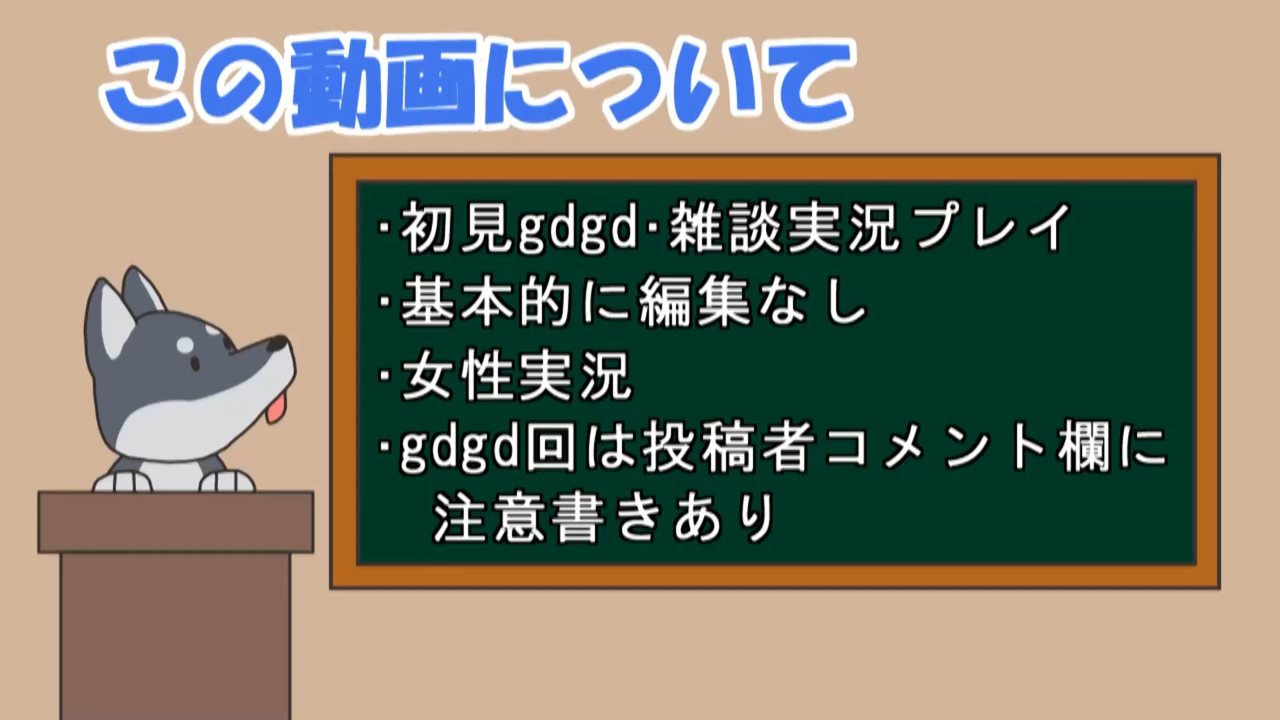 この動画について
・初見gdgd・雑談実況プレイ
・基本的に編集なし
・女性実況
・gdgd回は投稿者コメント欄に
注意書きあり